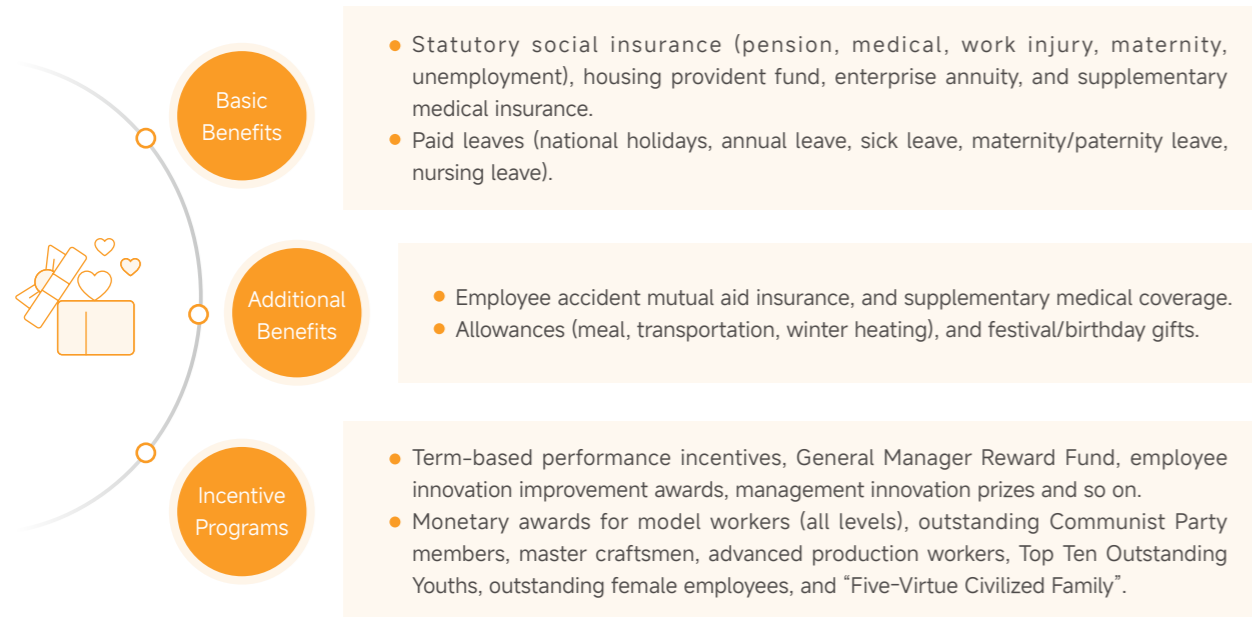 Basic
Benefits
Statutory social insurance (pension, medical, work injury, maternity,
unemployment), housing provident fund, enterprise annuity, and supplementary
medical insurance.
Paid leaves (national holidays, annual leave, sick leave, maternity/paternity leave,
nursing leave).
Additional
Benefits
Employee accident mutual aid insurance, and supplementary medical coverage.
Allowances (meal, transportation, winter heating), and festival/birthday gifts.
Incentive
Programs
Term-based performance incentives, General Manager Reward Fund, employee
innovation improvement awards, management innovation prizes and so on.
Monetary awards for model workers (all levels), outstanding Communist Party
members, master craftsmen, advanced production workers, Top Ten Outstanding
Youths, outstanding female employees, and “Five-Virtue Civilized Family”.